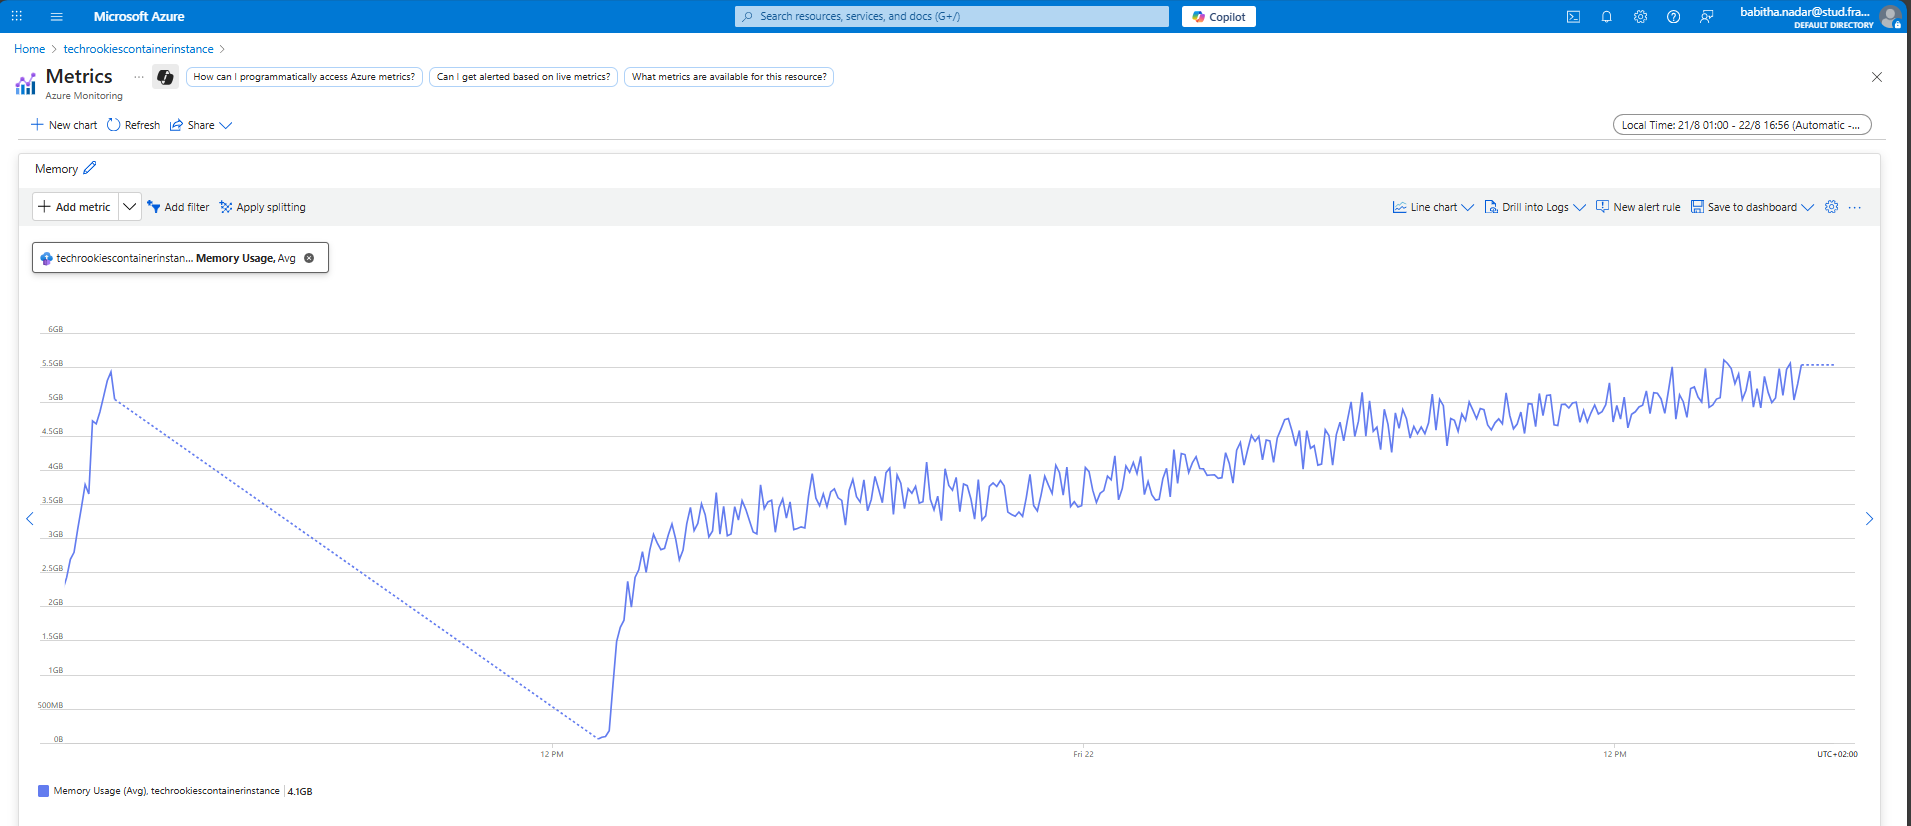 Microsoft Azure
Search resources, services, and docs (G+/)
Copilot
babitha.nadar@stud.fra...
DEFAULT DIRECTORY
Home > techrookiescontainerinstance >
Metrics ...
Azure Monitoring
How can I programmatically access Azure metrics?
Can I get alerted based on live metrics?
What metrics are available for this resource?
New chart Refresh Share
Local Time: 21/8 01:00 - 22/8 16:56 (Automatic -...
Memory
Add metric Add filter Apply splitting
Line chart Drill into Logs New alert rule Save to dashboard ...
techrookiescontainerinstan... Memory Usage, Avg
6GB
5.5GB
5GB
4.5GB
4GB
3.5GB
3GB
2.5GB
2GB
1.5GB
1GB
500MB
0B
12 PM Fri 22 12 PM UTC+02:00
Memory Usage (Avg), techrookiescontainerinstance | 4.1GB